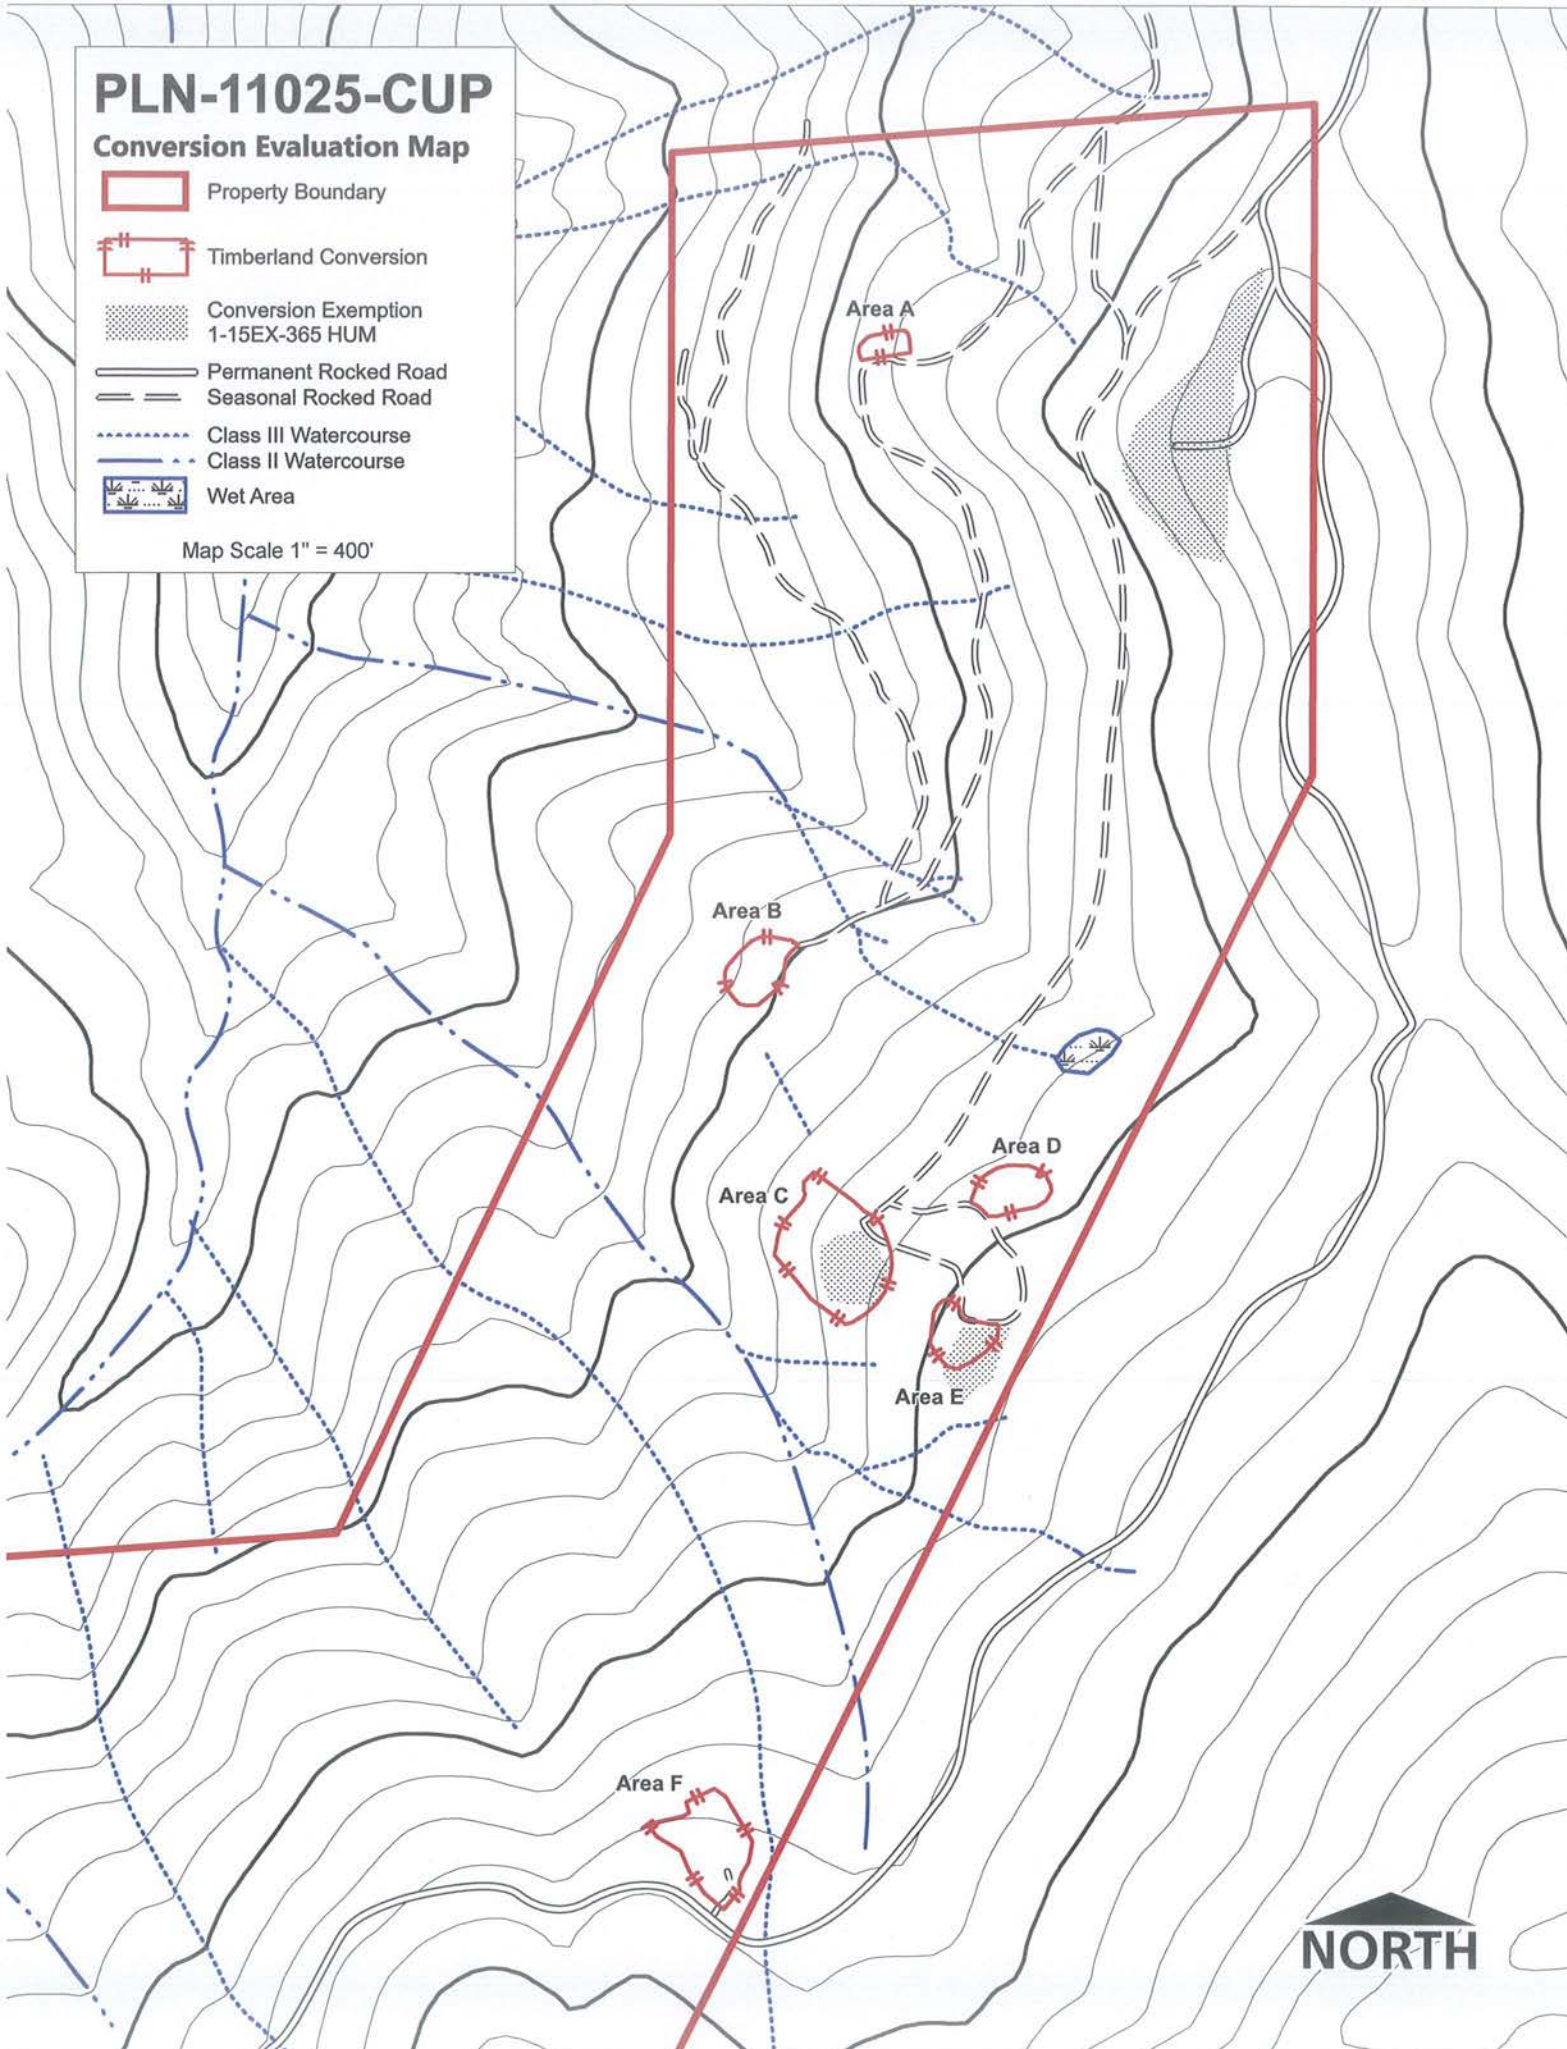 PLN-11025-CUP
Conversion Evaluation Map
Property Boundary
Timberland Conversion
Conversion Exemption
1-15EX-365 HUM
Permanent Rocked Road
Seasonal Rocked Road
Class III Watercourse
Class II Watercourse
Wet Area
Map Scale 1" = 400'
Area A
Area B
Area D
Area C
Area E
Area F
NORTH